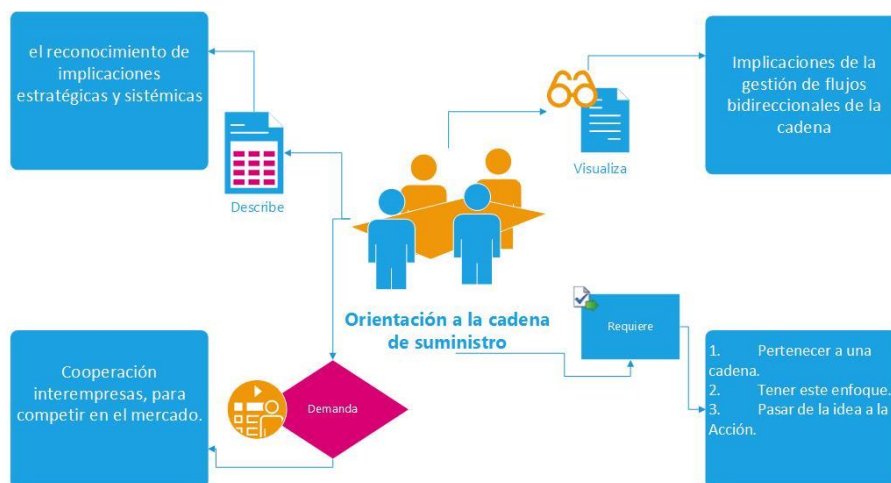 el reconocimiento de
implicaciones
estratégicas y sistémicas
Describe
Visualiza
Implicaciones de la
gestión de flujos
bidireccionales de la
cadena
Orientación a la cadena
de suministro
Cooperación
interempresas, para
competir en el mercado.
Demanda
Requiere
1. Pertenecer a una
cadena.
2. Tener este enfoque.
3. Pasar de la idea a la
Acción.